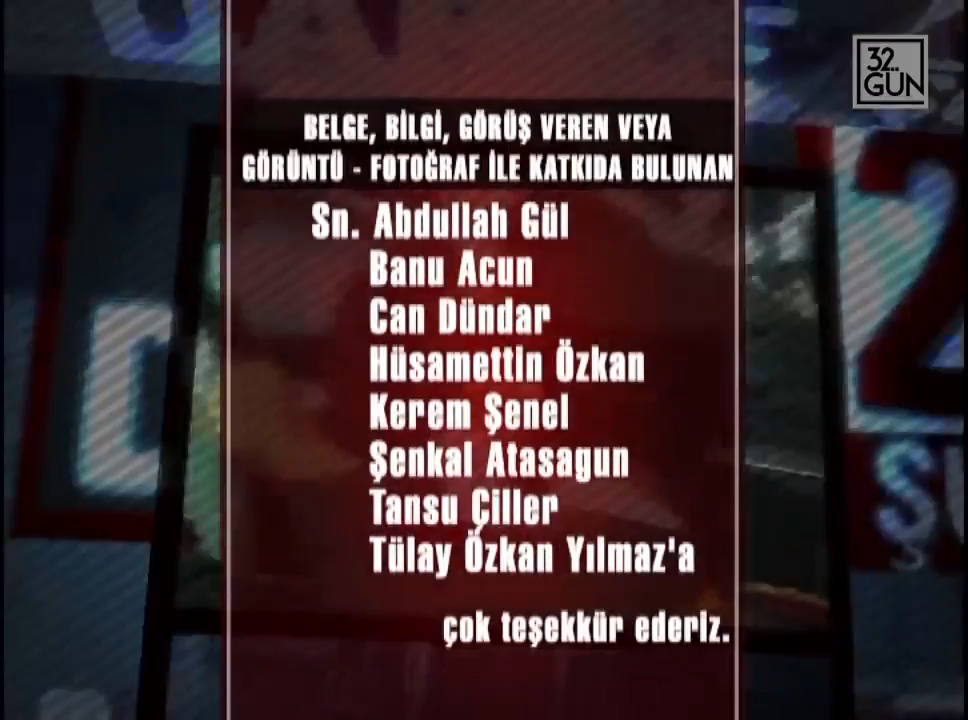 32.
GÜN
BELGE, BİLGİ, GÖRÜŞ VEREN VEYA
GÖRÜNTÜ - FOTOĞRAF İLE KATKIDA BULUNAN
Sn. Abdullah Gül
Banu Acun
Can Dündar
Hüsamettin Özkan
Kerem Şenel
Şenkal Atasagun
Tansu Çiller
Tülay Özkan Yılmaz'a
çok teşekkür ederiz.
2